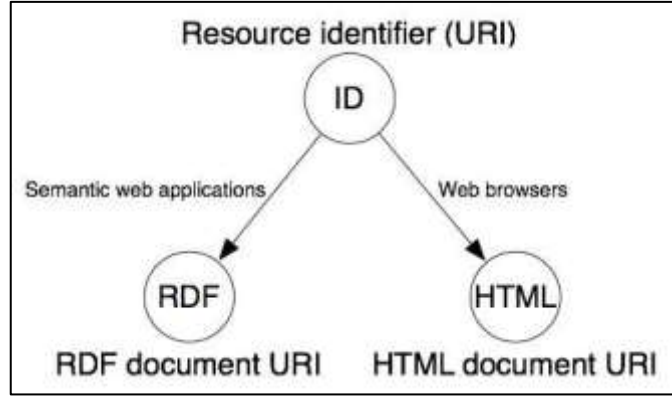 Resource identifier (URI)
ID
Semantic web applications
Web browsers
RDF
HTML
RDF document URI
HTML document URI